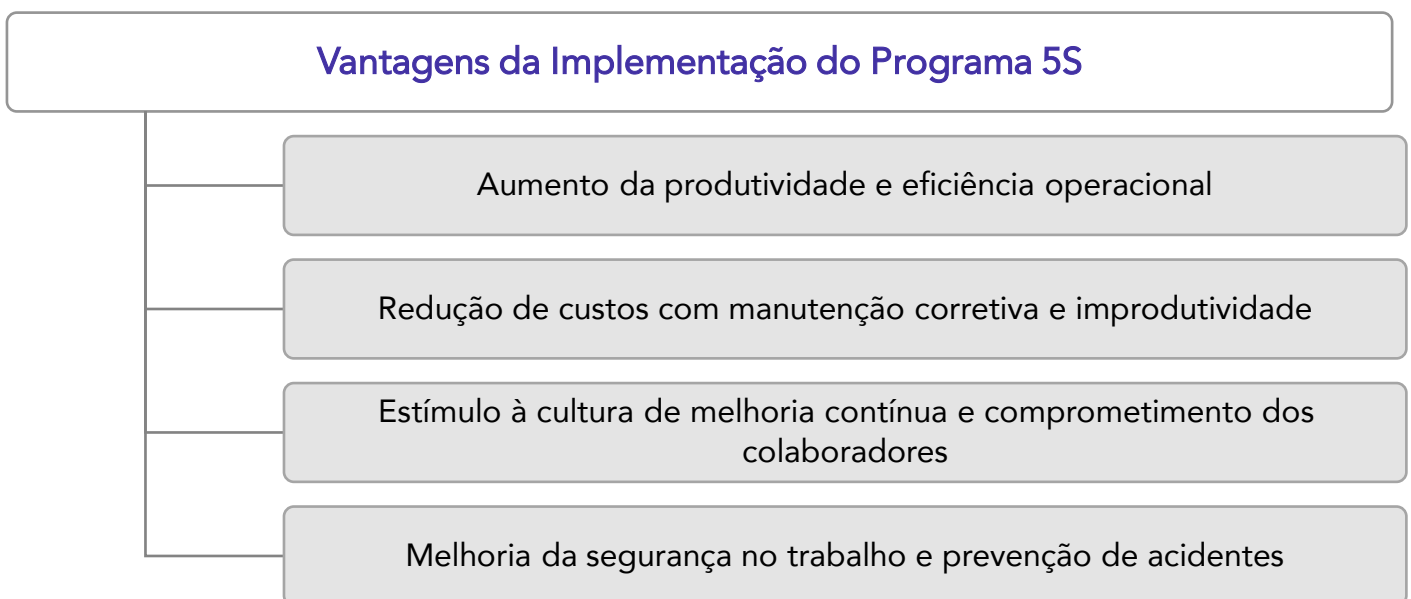 Vantagens da Implementação do Programa 5S
Aumento da produtividade e eficiência operacional
Redução de custos com manutenção corretiva e improdutividade
Estímulo à cultura de melhoria contínua e comprometimento dos
colaboradores
Melhoria da segurança no trabalho e prevenção de acidentes